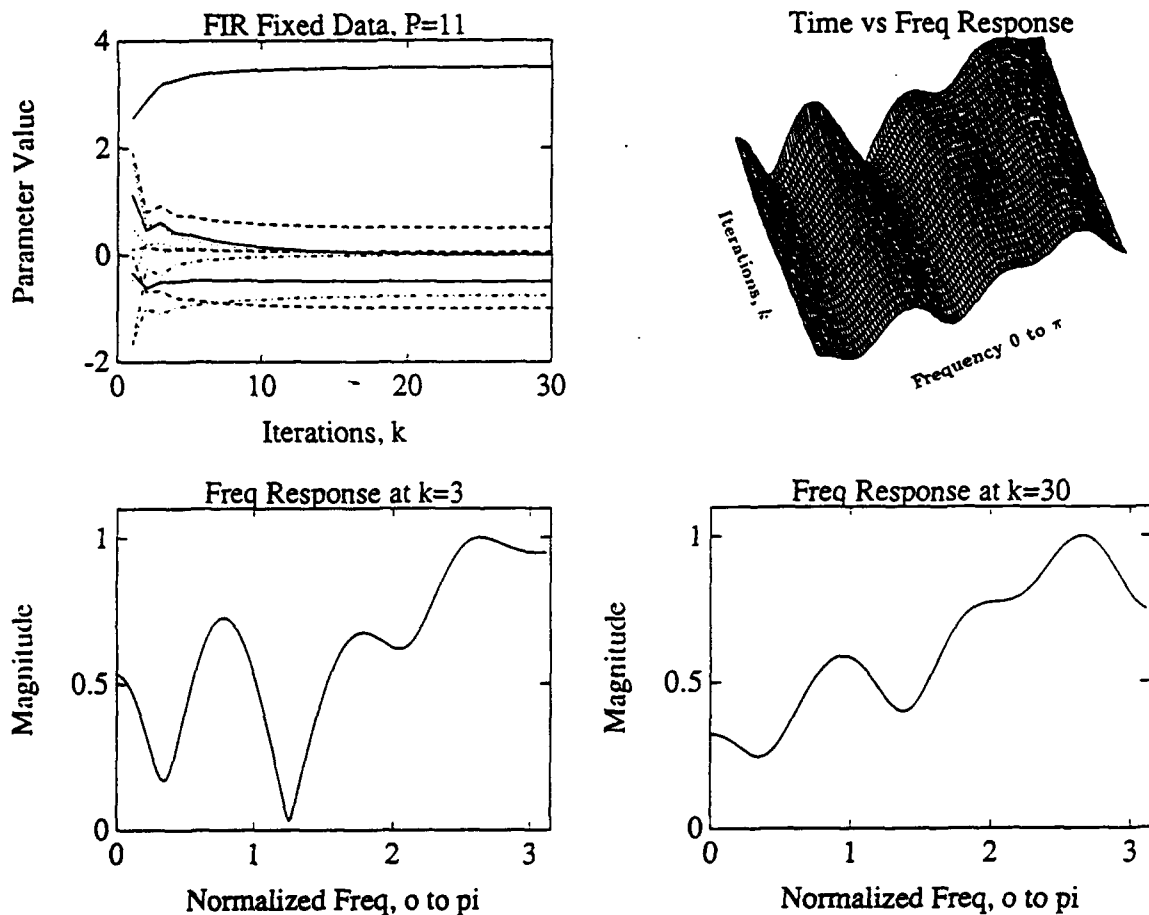 FIR Fixed Data, P=11
Parameter Value
4
2
0
-2
0
10
20
30
Iterations, k
Time vs Freq Response
Iterations, k
Frequency 0 to π
Freq Response at k=3
Magnitude
1
0.5
0
0
1
2
3
Normalized Freq, o to pi
Freq Response at k=30
Magnitude
1
0.5
0
0
1
2
3
Normalized Freq, o to pi